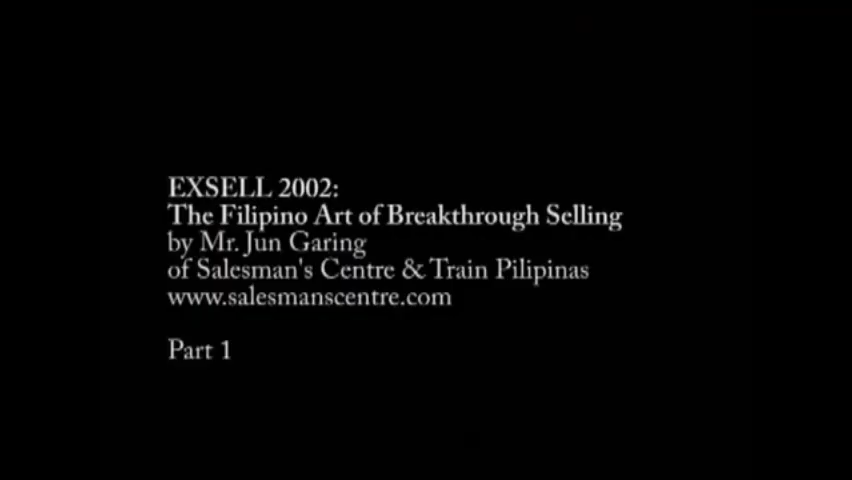 EXSELL 2002:
The Filipino Art of Breakthrough Selling
by Mr. Jun Garing
of Salesman's Centre & Train Pilipinas
www.salesmanscentre.com
Part 1